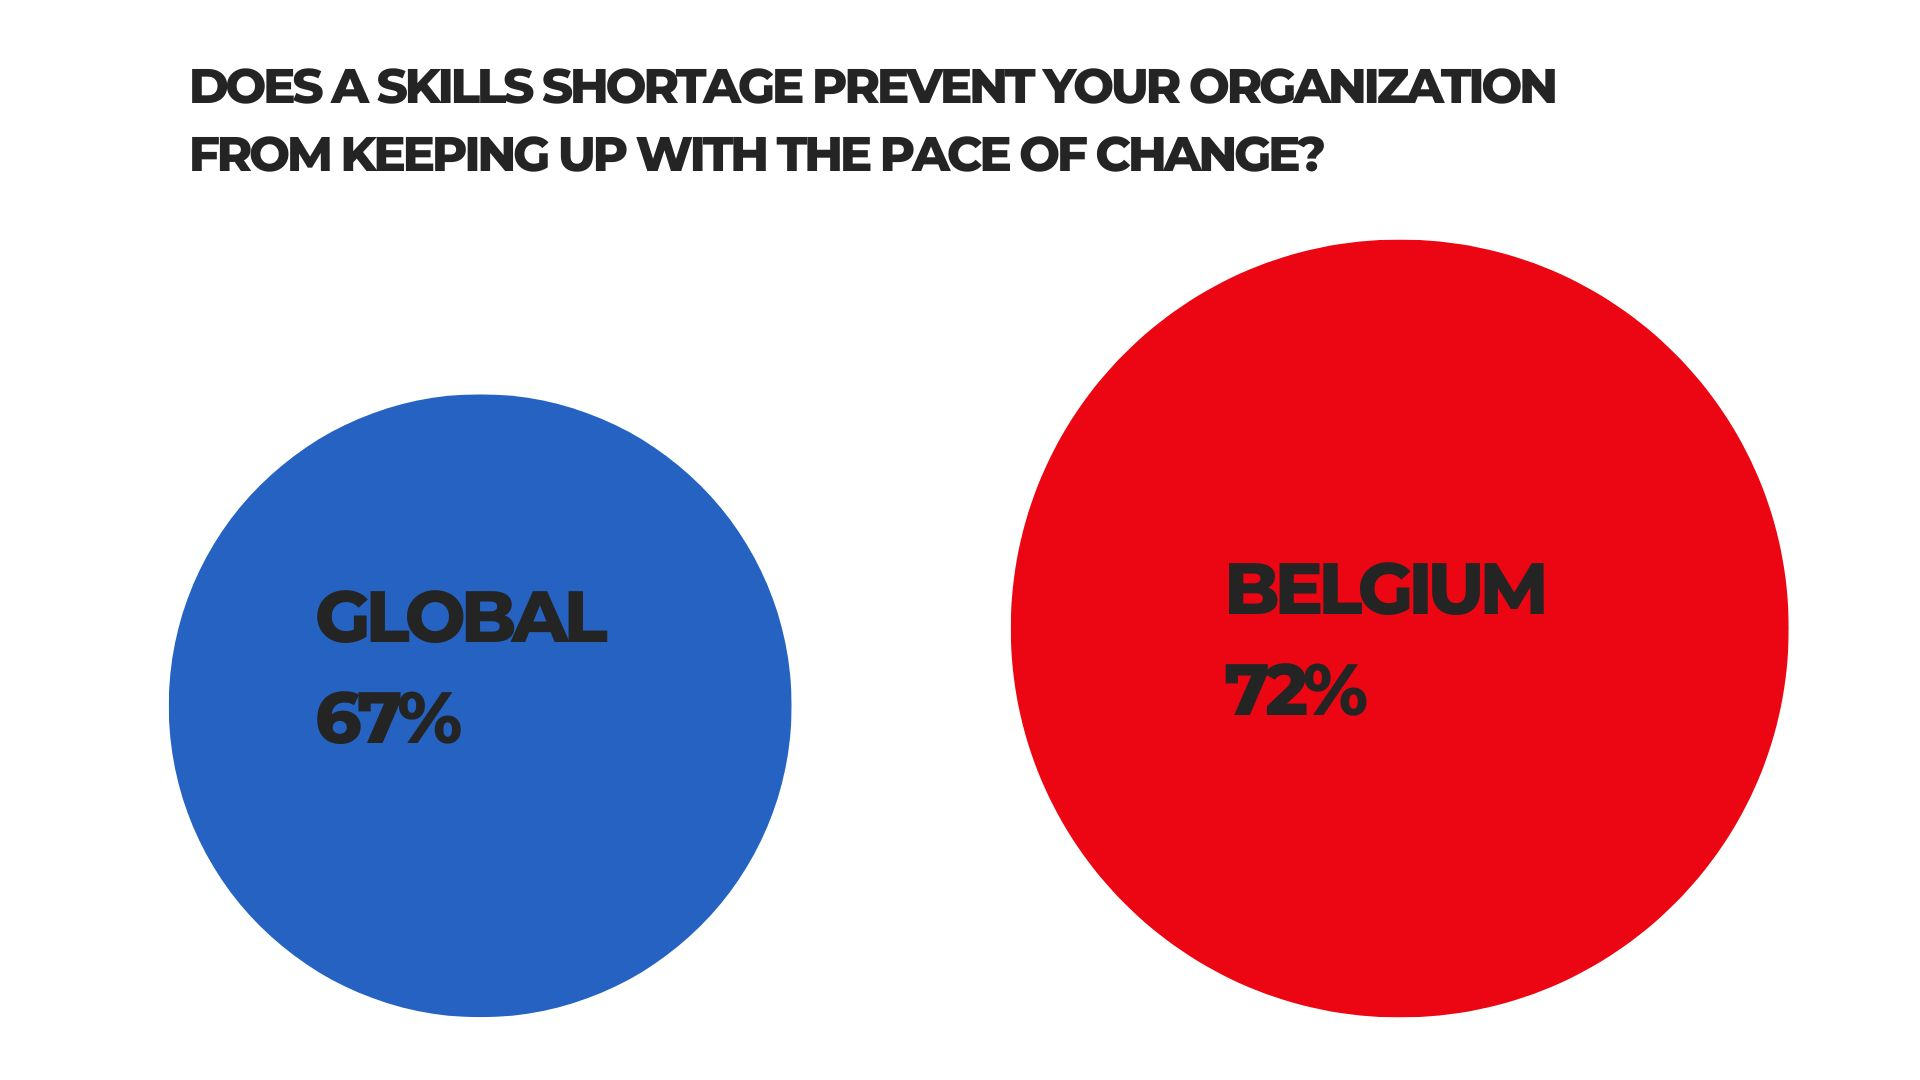 DOES A SKILLS SHORTAGE PREVENT YOUR ORGANIZATION
FROM KEEPING UP WITH THE PACE OF CHANGE?
GLOBAL
67%
BELGIUM
72%